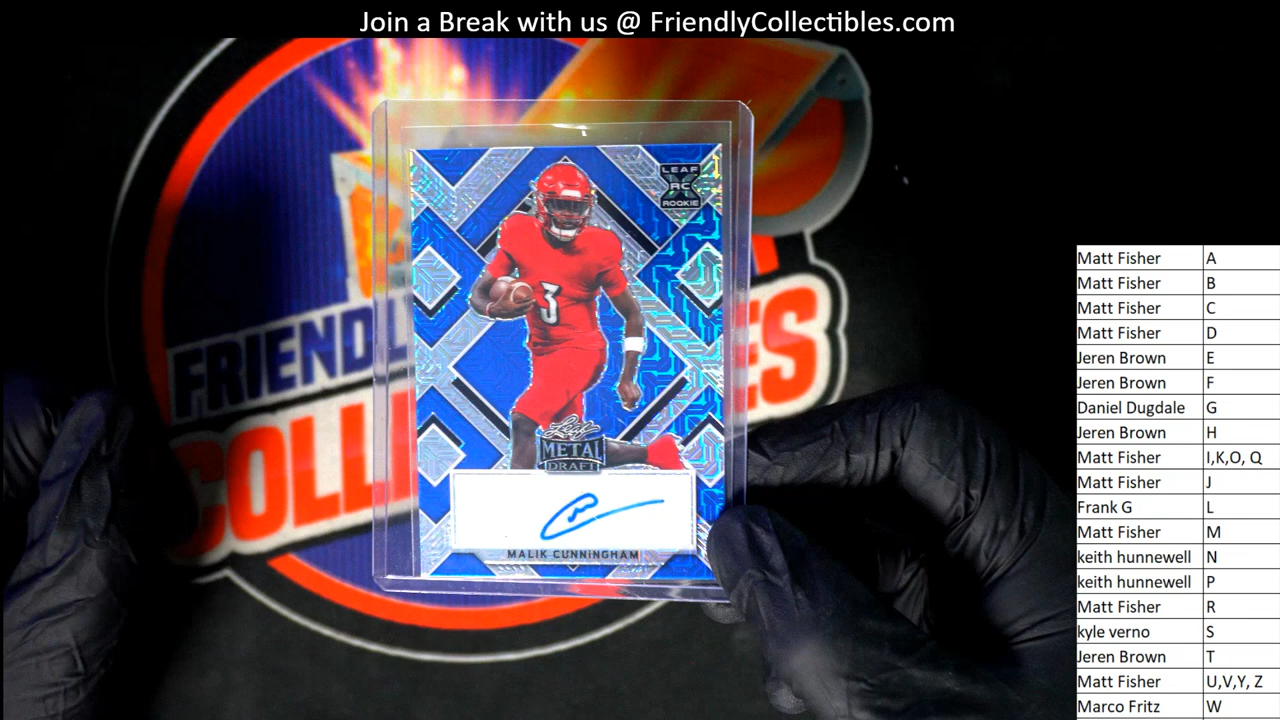 Join a Break with us @ FriendlyCollectibles.com
LEAF
RC
ROOKIE
3
Leaf
METAL
DRAFT
MALIK CUNNINGHAM
Matt Fisher A
Matt Fisher B
Matt Fisher C
Matt Fisher D
Jeren Brown E
Jeren Brown F
Daniel Dugdale G
Jeren Brown H
Matt Fisher I,K,O, Q
Matt Fisher J
Frank G L
Matt Fisher M
keith hunnewell N
keith hunnewell P
Matt Fisher R
kyle verno S
Jeren Brown T
Matt Fisher U,V,Y, Z
Marco Fritz W